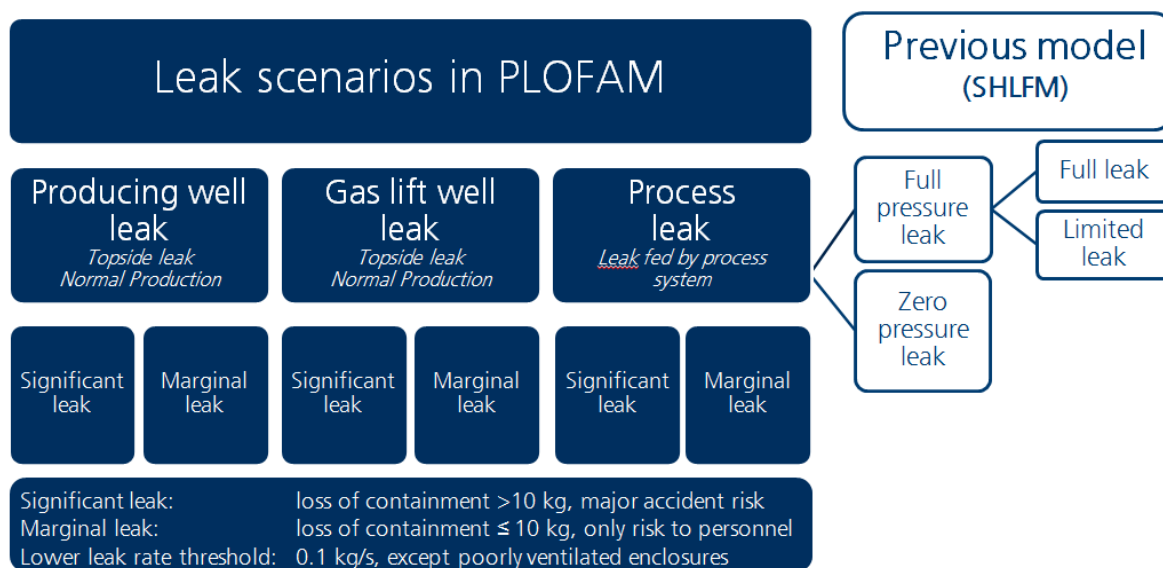 Leak scenarios in PLOFAM
Previous model
(SHLFM)
Producing well
leak
Topside leak
Normal Production
Gas lift well
leak
Topside leak
Normal Production
Process
leak
Leak fed by process
system
Full
pressure
leak
Full leak
Limited
leak
Zero
pressure
leak
Significant
leak
Marginal
leak
Significant
leak
Marginal
leak
Significant
leak
Marginal
leak
Significant leak: loss of containment >10 kg, major accident risk
Marginal leak: loss of containment ≤ 10 kg, only risk to personnel
Lower leak rate threshold: 0.1 kg/s, except poorly ventilated enclosures